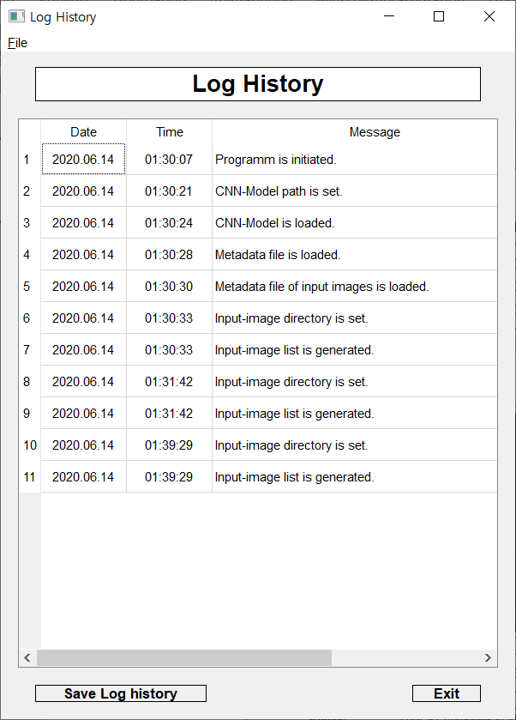 Log History
File
Log History
Date Time Message
1 2020.06.14 01:30:07 Programm is initiated.
2 2020.06.14 01:30:21 CNN-Model path is set.
3 2020.06.14 01:30:24 CNN-Model is loaded.
4 2020.06.14 01:30:28 Metadata file is loaded.
5 2020.06.14 01:30:30 Metadata file of input images is loaded.
6 2020.06.14 01:30:33 Input-image directory is set.
7 2020.06.14 01:30:33 Input-image list is generated.
8 2020.06.14 01:31:42 Input-image directory is set.
9 2020.06.14 01:31:42 Input-image list is generated.
10 2020.06.14 01:39:29 Input-image directory is set.
11 2020.06.14 01:39:29 Input-image list is generated.
Save Log history Exit